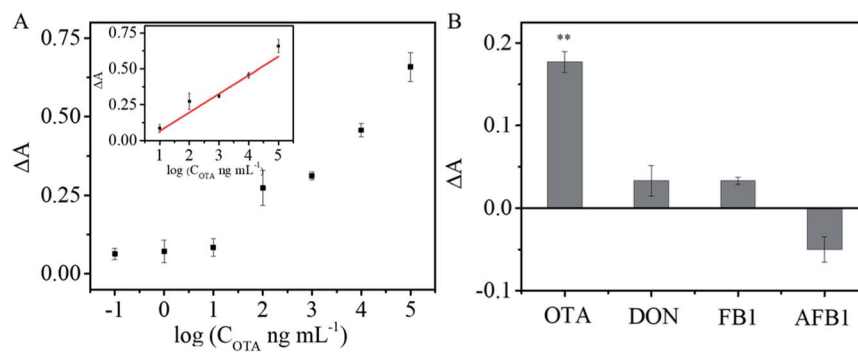 A
0.75
0.50
0.25
0.00
ΔA
-1 0 1 2 3 4 5
log (C_OTA ng mL⁻¹)
0.75
0.50
0.25
0.00
ΔA
1 2 3 4 5
log (C_OTA ng mL⁻¹)
B
0.2
0.1
0.0
-0.1
ΔA
**
OTA DON FB1 AFB1